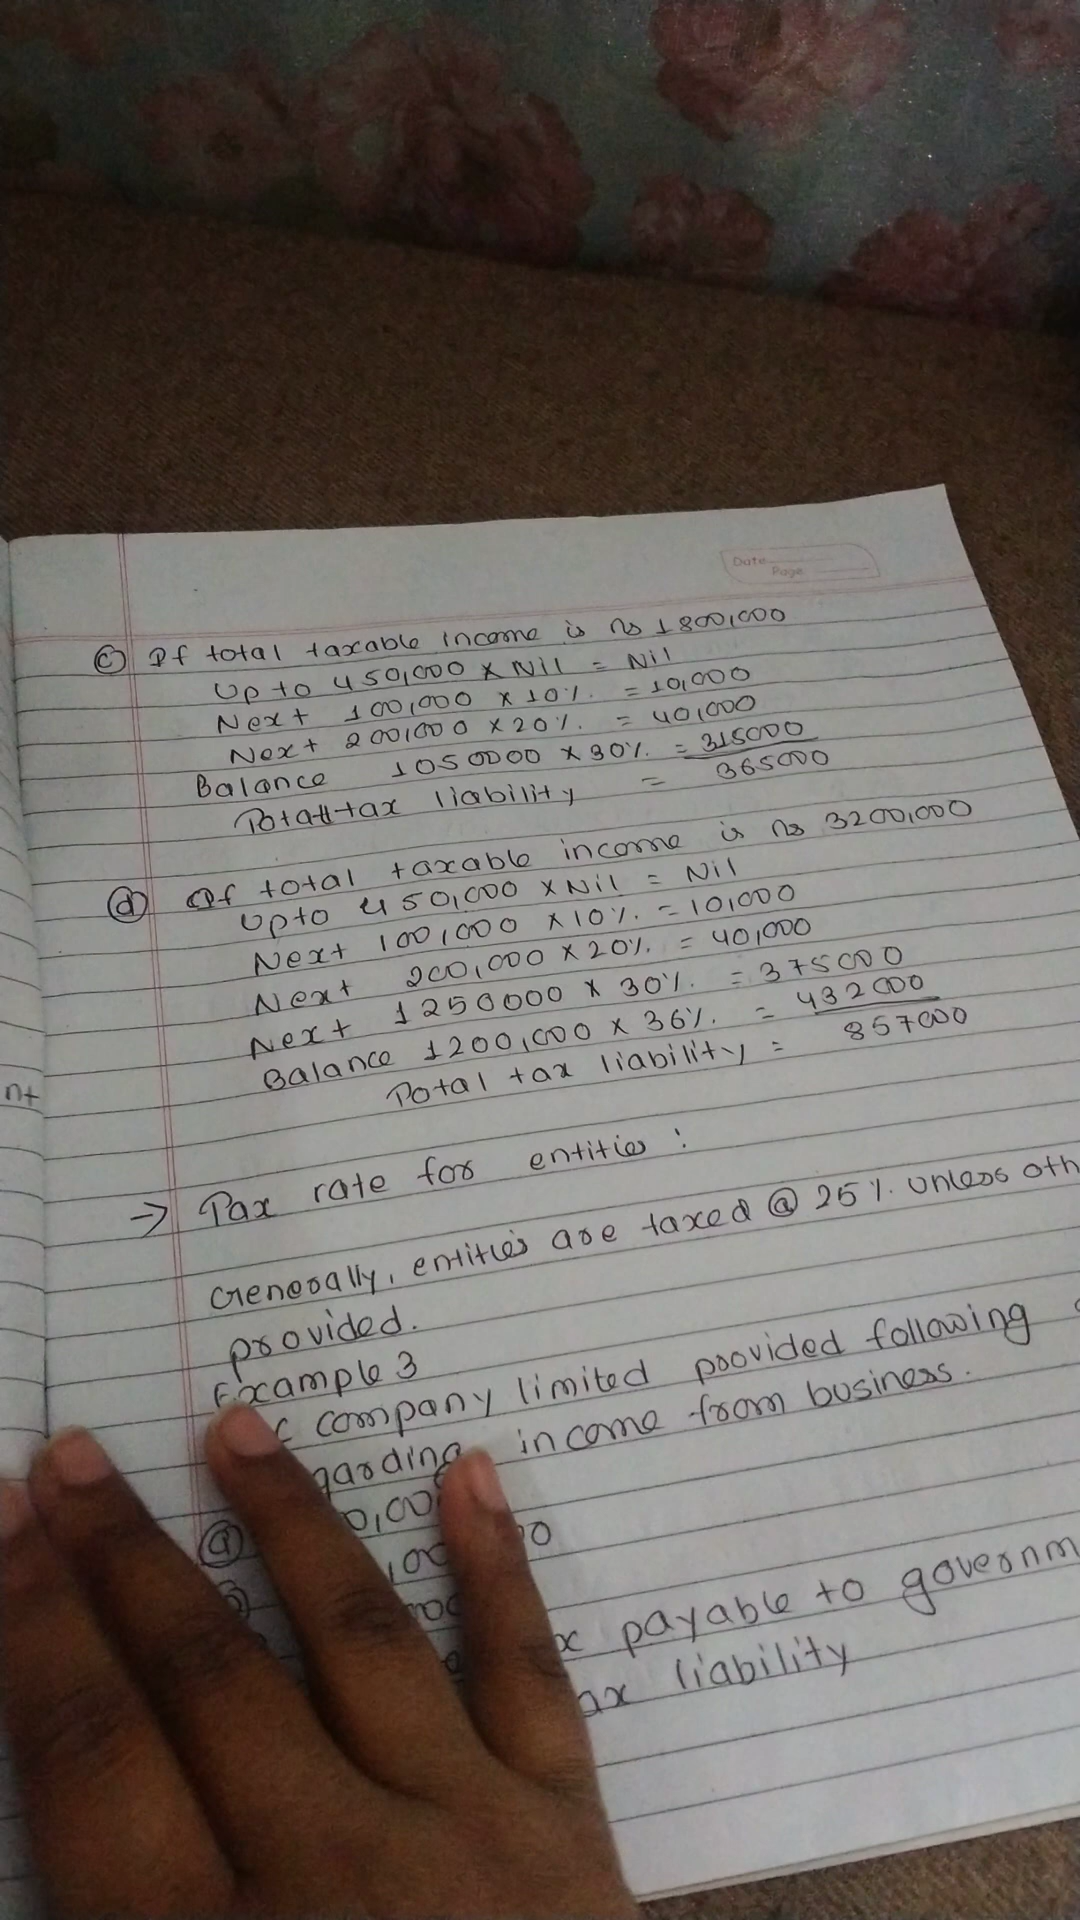 Date
Page
(c) If total taxable income is rs 1800,000
Up to 450,000 x Nil = Nil
Next 100,000 x 10% = 10,000
Next 200,000 x 20% = 40,000
Balance 1050000 x 30% = 315000
Total tax liability = 365000
(d) If total taxable income is rs 3200,000
Upto 450,000 x Nil = Nil
Next 100,000 x 10% = 10,000
Next 200,000 x 20% = 40,000
Next 1250000 x 30% = 375000
Balance 1200,000 x 36% = 432000
Total tax liability = 857000
nt
→ Tax rate for entities :
Generally, entities are taxed @ 25% unless oth
provided.
Example 3
c company limited provided following
garding income from business.
(a) 0,00
,00 00
00
x payable to governm
ax liability